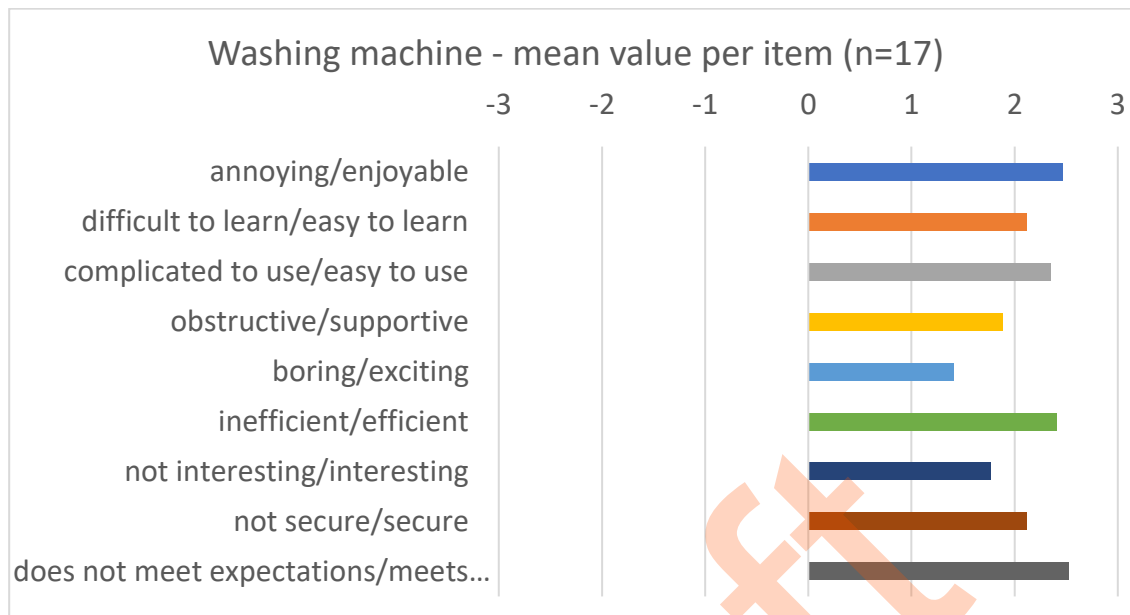 Washing machine - mean value per item (n=17)
-3 -2 -1 0 1 2 3
annoying/enjoyable
difficult to learn/easy to learn
complicated to use/easy to use
obstructive/supportive
boring/exciting
inefficient/efficient
not interesting/interesting
not secure/secure
does not meet expectations/meets...
ft